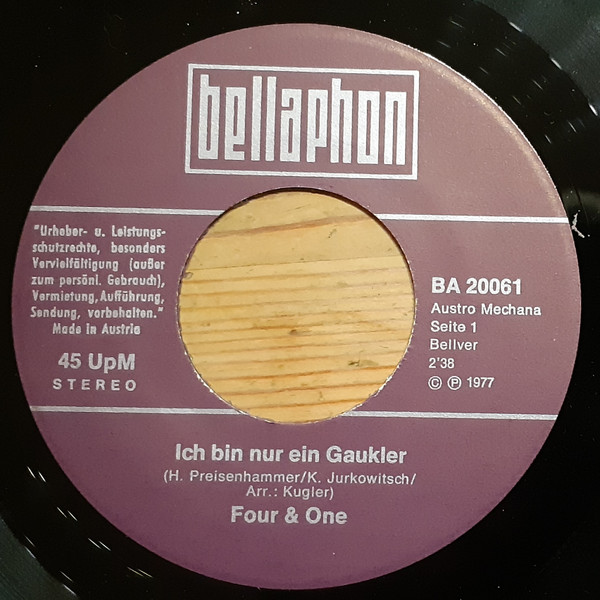 bellaphon
"Urheber- u. Leistungs-
schutzrechte, besonders
Vervielfältigung (außer
zum persönl. Gebrauch),
Vermietung, Aufführung,
Sendung, vorbehalten."
Made in Austria
45 UpM
STEREO
BA 20061
Austro Mechana
Seite 1
Bellver
2'38
© ℗ 1977
Ich bin nur ein Gaukler
(H. Preisenhammer/K. Jurkowitsch/
Arr.: Kugler)
Four & One